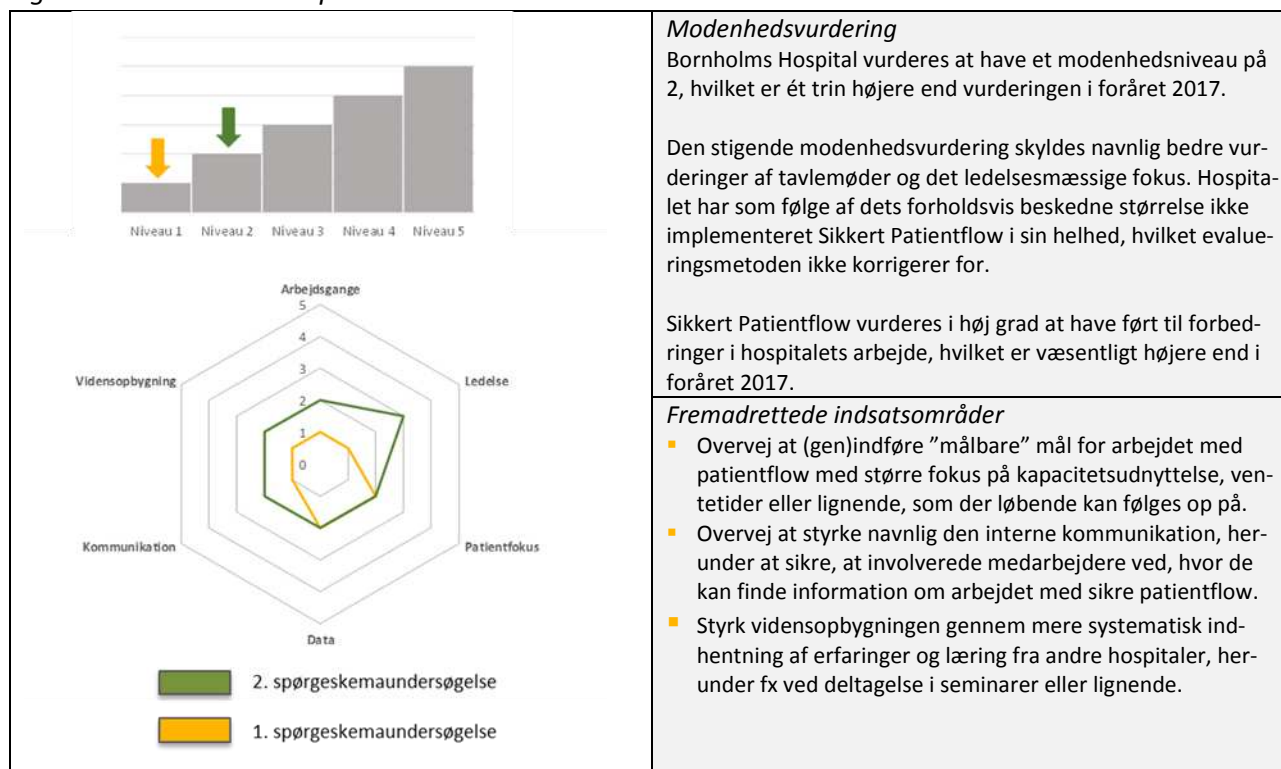 Niveau 1 Niveau 2 Niveau 3 Niveau 4 Niveau 5
Arbejdsgange
5
4
Vidensopbygning
3
Ledelse
2
1
0
Kommunikation
Patientfokus
Data
2. spørgeskemaundersøgelse
1. spørgeskemaundersøgelse
Modenhedsvurdering
Bornholms Hospital vurderes at have et modenhedsniveau på
2, hvilket er ét trin højere end vurderingen i foråret 2017.
Den stigende modenhedsvurdering skyldes navnlig bedre vur-
deringer af tavlemøder og det ledelsesmæssige fokus. Hospita-
let har som følge af dets forholdsvis beskedne størrelse ikke
implementeret Sikkert Patientflow i sin helhed, hvilket evalue-
ringsmetoden ikke korrigerer for.
Sikkert Patientflow vurderes i høj grad at have ført til forbed-
ringer i hospitalets arbejde, hvilket er væsentligt højere end i
foråret 2017.
Fremadrettede indsatsområder
▪ Overvej at (gen)indføre ”målbare” mål for arbejdet med
patientflow med større fokus på kapacitetsudnyttelse, ven-
tetider eller lignende, som der løbende kan følges op på.
▪ Overvej at styrke navnlig den interne kommunikation, her-
under at sikre, at involverede medarbejdere ved, hvor de
kan finde information om arbejdet med sikre patientflow.
▪ Styrk vidensopbygningen gennem mere systematisk ind-
hentning af erfaringer og læring fra andre hospitaler, her-
under fx ved deltagelse i seminarer eller lignende.